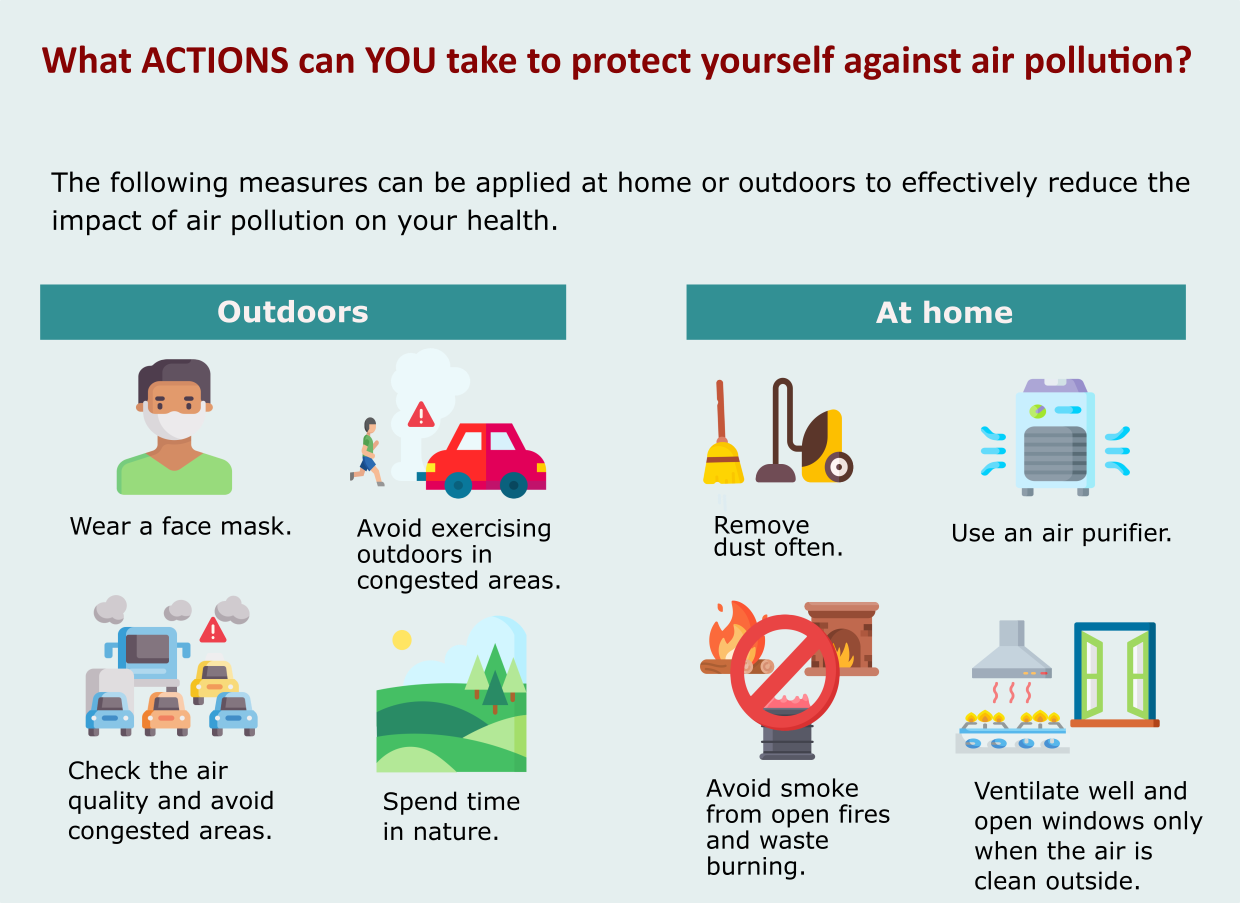 What ACTIONS can YOU take to protect yourself against air pollution?
The following measures can be applied at home or outdoors to effectively reduce the
impact of air pollution on your health.
Outdoors
Wear a face mask.
Avoid exercising
outdoors in
congested areas.
Check the air
quality and avoid
congested areas.
Spend time
in nature.
At home
Remove
dust often.
Use an air purifier.
Avoid smoke
from open fires
and waste
burning.
Ventilate well and
open windows only
when the air is
clean outside.